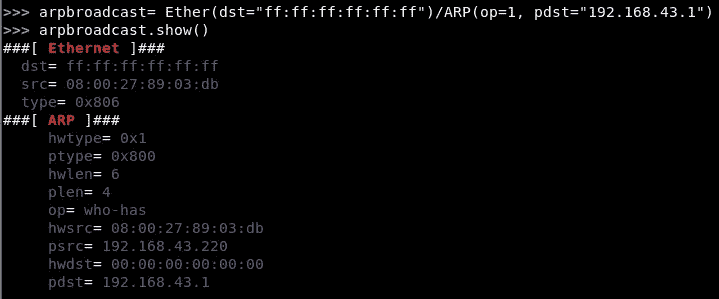 >>> arpbroadcast= Ether(dst="ff:ff:ff:ff:ff:ff")/ARP(op=1, pdst="192.168.43.1")
>>> arpbroadcast.show()
###[ Ethernet ]###
  dst= ff:ff:ff:ff:ff:ff
  src= 08:00:27:89:03:db
  type= 0x806
###[ ARP ]###
     hwtype= 0x1
     ptype= 0x800
     hwlen= 6
     plen= 4
     op= who-has
     hwsrc= 08:00:27:89:03:db
     psrc= 192.168.43.220
     hwdst= 00:00:00:00:00:00
     pdst= 192.168.43.1